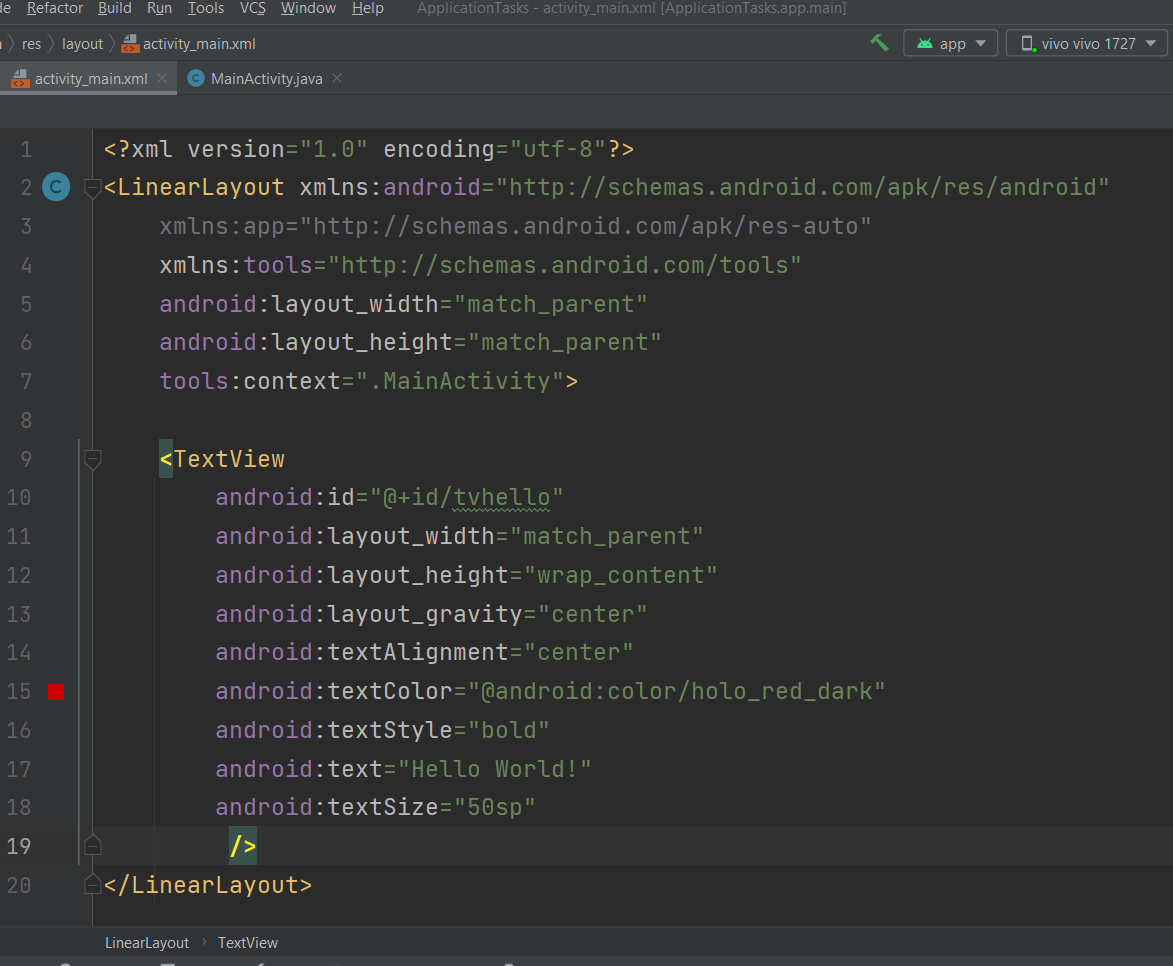 Refactor Build Run Tools VCS Window Help ApplicationTasks - activity_main.xml [ApplicationTasks.app.main]
res layout activity_main.xml app vivo vivo 1727
activity_main.xml C MainActivity.java
1 <?xml version="1.0" encoding="utf-8"?>
2 C <LinearLayout xmlns:android="http://schemas.android.com/apk/res/android"
3 xmlns:app="http://schemas.android.com/apk/res-auto"
4 xmlns:tools="http://schemas.android.com/tools"
5 android:layout_width="match_parent"
6 android:layout_height="match_parent"
7 tools:context=".MainActivity">
8
9 <TextView
10 android:id="@+id/tvhello"
11 android:layout_width="match_parent"
12 android:layout_height="wrap_content"
13 android:layout_gravity="center"
14 android:textAlignment="center"
15 android:textColor="@android:color/holo_red_dark"
16 android:textStyle="bold"
17 android:text="Hello World!"
18 android:textSize="50sp"
19 />
20 </LinearLayout>
LinearLayout › TextView